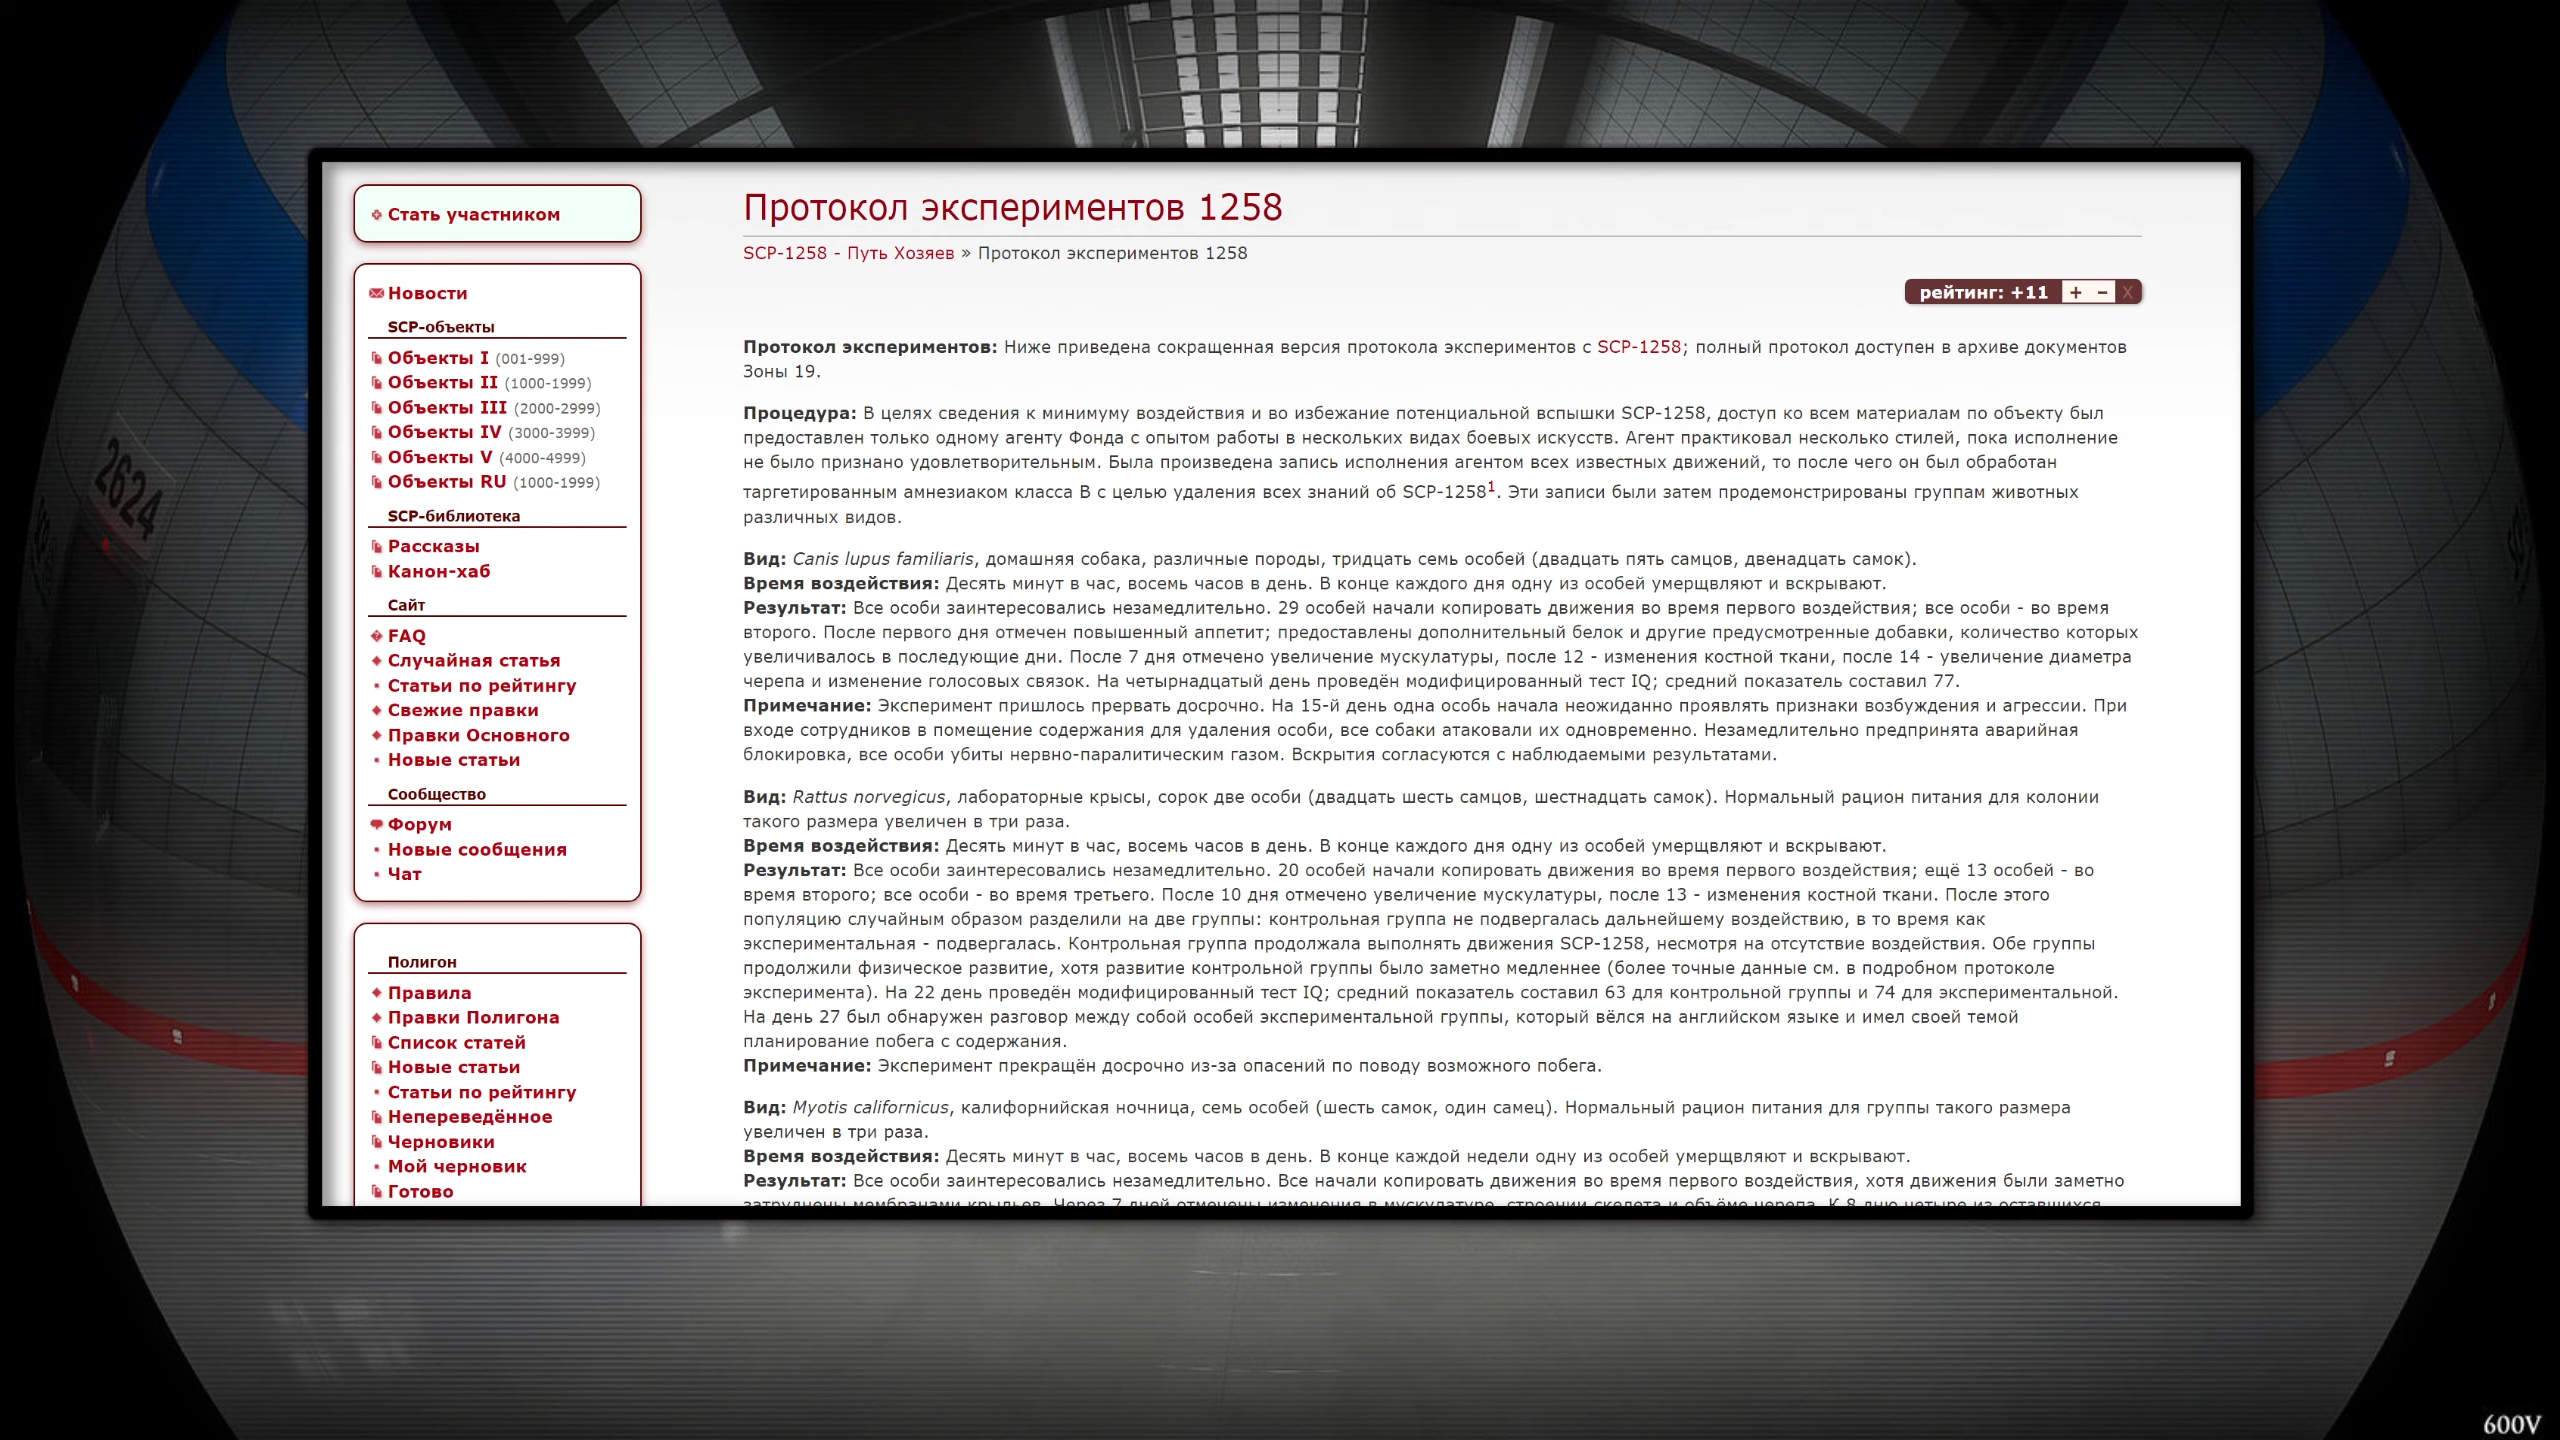 Стать участником
Новости
SCP-объекты
Объекты I (001-999)
Объекты II (1000-1999)
Объекты III (2000-2999)
Объекты IV (3000-3999)
Объекты V (4000-4999)
Объекты RU (1000-1999)
SCP-библиотека
Рассказы
Канон-хаб
Сайт
FAQ
Случайная статья
Статьи по рейтингу
Свежие правки
Правки Основного
Новые статьи
Сообщество
Форум
Новые сообщения
Чат
Полигон
Правила
Правки Полигона
Список статей
Новые статьи
Статьи по рейтингу
Непереведённое
Черновики
Мой черновик
Готово
Протокол экспериментов 1258
SCP-1258 - Путь Хозяев » Протокол экспериментов 1258
рейтинг: +11 + – X
Протокол экспериментов: Ниже приведена сокращенная версия протокола экспериментов с SCP-1258; полный протокол доступен в архиве документов
Зоны 19.
Процедура: В целях сведения к минимуму воздействия и во избежание потенциальной вспышки SCP-1258, доступ ко всем материалам по объекту был
предоставлен только одному агенту Фонда с опытом работы в нескольких видах боевых искусств. Агент практиковал несколько стилей, пока исполнение
не было признано удовлетворительным. Была произведена запись исполнения агентом всех известных движений, то после чего он был обработан
таргетированным амнезиаком класса В с целью удаления всех знаний об SCP-1258¹. Эти записи были затем продемонстрированы группам животных
различных видов.
Вид: Canis lupus familiaris, домашняя собака, различные породы, тридцать семь особей (двадцать пять самцов, двенадцать самок).
Время воздействия: Десять минут в час, восемь часов в день. В конце каждого дня одну из особей умерщвляют и вскрывают.
Результат: Все особи заинтересовались незамедлительно. 29 особей начали копировать движения во время первого воздействия; все особи - во время
второго. После первого дня отмечен повышенный аппетит; предоставлены дополнительный белок и другие предусмотренные добавки, количество которых
увеличивалось в последующие дни. После 7 дня отмечено увеличение мускулатуры, после 12 - изменения костной ткани, после 14 - увеличение диаметра
черепа и изменение голосовых связок. На четырнадцатый день проведён модифицированный тест IQ; средний показатель составил 77.
Примечание: Эксперимент пришлось прервать досрочно. На 15-й день одна особь начала неожиданно проявлять признаки возбуждения и агрессии. При
входе сотрудников в помещение содержания для удаления особи, все собаки атаковали их одновременно. Незамедлительно предпринята аварийная
блокировка, все особи убиты нервно-паралитическим газом. Вскрытия согласуются с наблюдаемыми результатами.
Вид: Rattus norvegicus, лабораторные крысы, сорок две особи (двадцать шесть самцов, шестнадцать самок). Нормальный рацион питания для колонии
такого размера увеличен в три раза.
Время воздействия: Десять минут в час, восемь часов в день. В конце каждого дня одну из особей умерщвляют и вскрывают.
Результат: Все особи заинтересовались незамедлительно. 20 особей начали копировать движения во время первого воздействия; ещё 13 особей - во
время второго; все особи - во время третьего. После 10 дня отмечено увеличение мускулатуры, после 13 - изменения костной ткани. После этого
популяцию случайным образом разделили на две группы: контрольная группа не подвергалась дальнейшему воздействию, в то время как
экспериментальная - подвергалась. Контрольная группа продолжала выполнять движения SCP-1258, несмотря на отсутствие воздействия. Обе группы
продолжили физическое развитие, хотя развитие контрольной группы было заметно медленнее (более точные данные см. в подробном протоколе
эксперимента). На 22 день проведён модифицированный тест IQ; средний показатель составил 63 для контрольной группы и 74 для экспериментальной.
На день 27 был обнаружен разговор между собой особей экспериментальной группы, который вёлся на английском языке и имел своей темой
планирование побега с содержания.
Примечание: Эксперимент прекращён досрочно из-за опасений по поводу возможного побега.
Вид: Myotis californicus, калифорнийская ночница, семь особей (шесть самок, один самец). Нормальный рацион питания для группы такого размера
увеличен в три раза.
Время воздействия: Десять минут в час, восемь часов в день. В конце каждой недели одну из особей умерщвляют и вскрывают.
Результат: Все особи заинтересовались незамедлительно. Все начали копировать движения во время первого воздействия, хотя движения были заметно
затруднены мембранами крыльев. Через 7 дней отмечены изменения в мускулатуре, строении скелета и объёме черепа. К 8 дню четыре из оставшихся
2624
600V